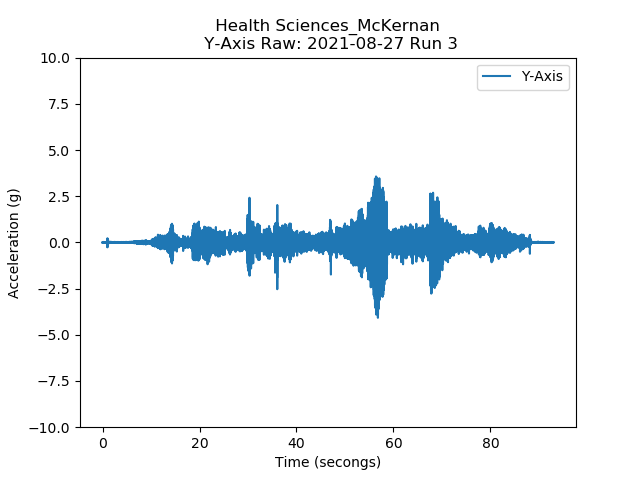 Health Sciences_McKernan
Y-Axis Raw: 2021-08-27 Run 3
10.0
7.5
5.0
2.5
0.0
−2.5
−5.0
−7.5
−10.0
Acceleration (g)
Y-Axis
0 20 40 60 80
Time (secongs)